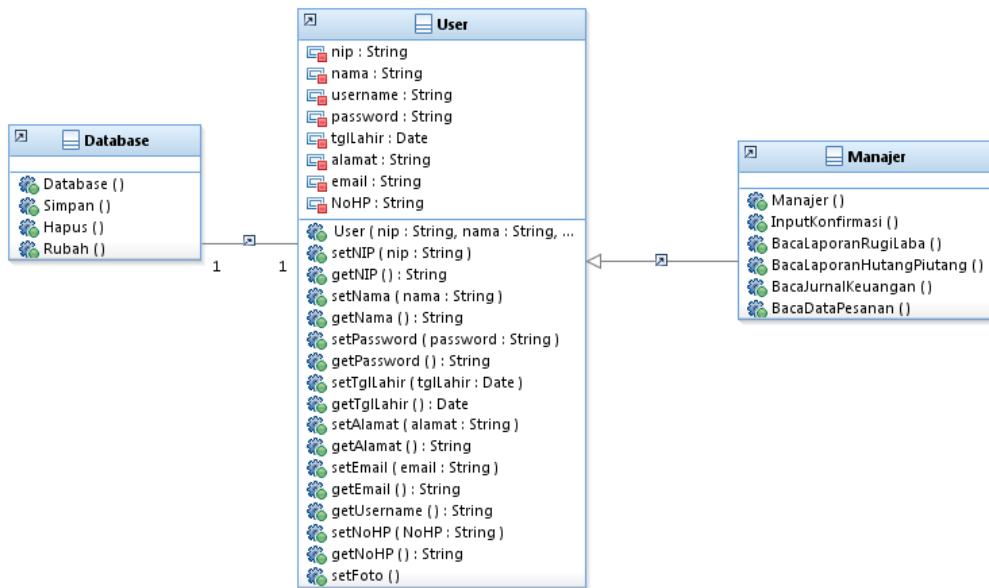 Database
Database ()
Simpan ()
Hapus ()
Rubah ()
1
1
User
nip : String
nama : String
username : String
password : String
tglLahir : Date
alamat : String
email : String
NoHP : String
User ( nip : String, nama : String, ...
setNIP ( nip : String )
getNIP () : String
setNama ( nama : String )
getNama () : String
setPassword ( password : String )
getPassword () : String
setTglLahir ( tglLahir : Date )
getTglLahir () : Date
setAlamat ( alamat : String )
getAlamat () : String
setEmail ( email : String )
getEmail () : String
getUsername () : String
setNoHP ( NoHP : String )
getNoHP () : String
setFoto ()
Manajer
Manajer ()
InputKonfirmasi ()
BacaLaporanRugiLaba ()
BacaLaporanHutangPiutang ()
BacaJurnalKeuangan ()
BacaDataPesanan ()